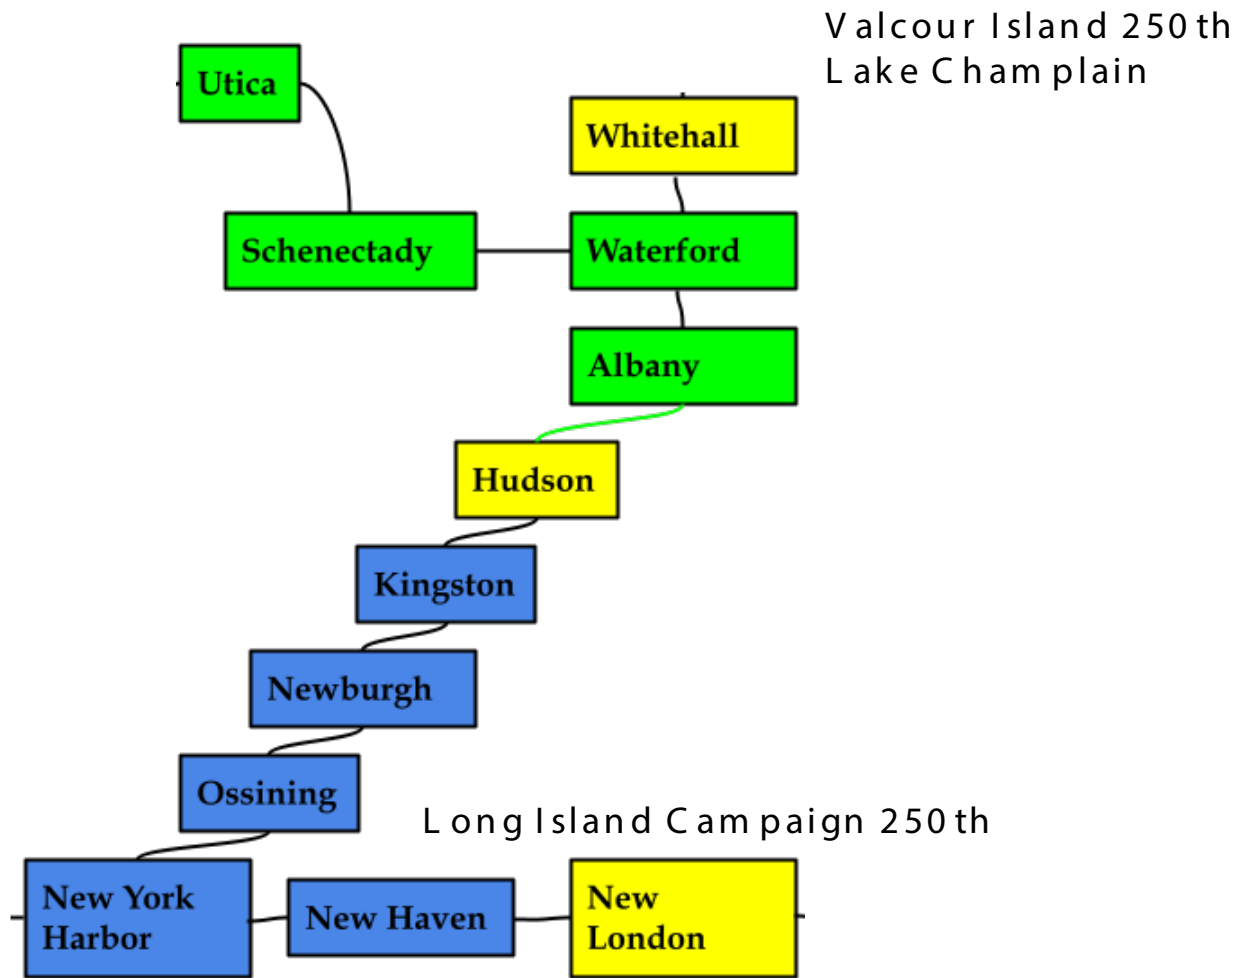 Valcour Island 250th
Lake Champlain
Utica
Whitehall
Schenectady
Waterford
Albany
Hudson
Kingston
Newburgh
Ossining
Long Island Campaign 250th
New York
Harbor
New Haven
New
London